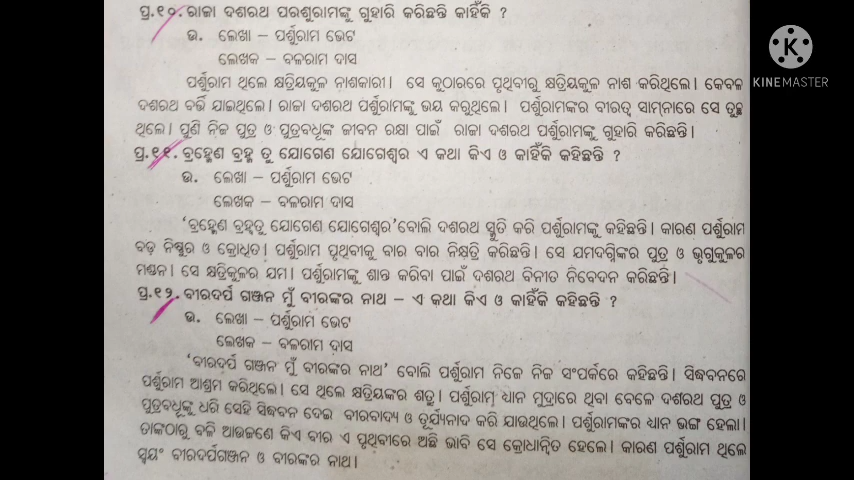 ପ୍ର.୧୦. ରାଜା ଦଶରଥ ପରଶୁରାମଙ୍କୁ ଗୁହାରି କରିଛନ୍ତି କାହିଁକି ?
ଉ. ଲେଖା – ପର୍ଶୁରାମ ଭେଟ
ଲେଖକ – ବଳରାମ ଦାସ
ପର୍ଶୁରାମ ଥିଲେ କ୍ଷତ୍ରିୟକୁଳ ନାଶକାରୀ। ସେ କୁଠାରରେ ପୃଥିବୀରୁ କ୍ଷତ୍ରିୟକୁଳ ନାଶ କରିଥିଲେ। କେବଳ
ଦଶରଥ ବର୍ତ୍ତି ଯାଇଥିଲେ। ରାଜା ଦଶରଥ ପର୍ଶୁରାମଙ୍କୁ ଭୟ କରୁଥିଲେ। ପର୍ଶୁରାମଙ୍କର ବୀରତ୍ୱ ସାମ୍ନାରେ ସେ ତୁଚ୍ଛ
ଥିଲେ। ପୁଣି ନିଜ ପୁତ୍ର ଓ ପୁତ୍ରବଧୂଙ୍କ ଜୀବନ ରକ୍ଷା ପାଇଁ ରାଜା ଦଶରଥ ପର୍ଶୁରାମଙ୍କୁ ଗୁହାରି କରିଛନ୍ତି।
ପ୍ର.୧୧. ବ୍ରହ୍ମେଣ ବ୍ରହ୍ମ ତୁ ଯୋଗେଣ ଯୋଗେଶ୍ୱର ଏ କଥା କିଏ ଓ କାହିଁକି କହିଛନ୍ତି ?
ଉ. ଲେଖା – ପର୍ଶୁରାମ ଭେଟ
ଲେଖକ – ବଳରାମ ଦାସ
‘ବ୍ରହ୍ମେଣ ବ୍ରହ୍ମତୁ ଯୋଗେଣ ଯୋଗେଶ୍ୱର’ ବୋଲି ଦଶରଥ ସ୍ତୁତି କରି ପର୍ଶୁରାମଙ୍କୁ କହିଛନ୍ତି। କାରଣ ପର୍ଶୁରାମ
ବଡ଼ ନିଷ୍ଠୁର ଓ କ୍ରୋଧୀ। ପର୍ଶୁରାମ ପୃଥିବୀକୁ ବାର ବାର ନିକ୍ଷତ୍ରି କରିଛନ୍ତି। ସେ ଯମଦଗ୍ନିଙ୍କର ପୁତ୍ର ଓ ଭୃଗୁକୁଳର
ମଣ୍ଡନ। ସେ କ୍ଷତ୍ରିକୁଳର ଯମ। ପର୍ଶୁରାମଙ୍କୁ ଶାନ୍ତ କରିବା ପାଇଁ ଦଶରଥ ବିନୀତ ନିବେଦନ କରିଛନ୍ତି।
ପ୍ର.୧୨. ବୀରଦର୍ପ ଗଞ୍ଜନ ମୁଁ ବୀରଙ୍କର ନାଥ – ଏ କଥା କିଏ ଓ କାହିଁକି କହିଛନ୍ତି ?
ଉ. ଲେଖା – ପର୍ଶୁରାମ ଭେଟ
ଲେଖକ – ବଳରାମ ଦାସ
‘ବୀରଦର୍ପ ଗଞ୍ଜନ ମୁଁ ବୀରଙ୍କର ନାଥ’ ବୋଲି ପର୍ଶୁରାମ ନିଜେ ନିଜ ସଂପର୍କରେ କହିଛନ୍ତି। ସିଦ୍ଧବନରେ
ପର୍ଶୁରାମ ଆଶ୍ରମ କରିଥିଲେ। ସେ ଥିଲେ କ୍ଷତ୍ରିୟଙ୍କର ଶତ୍ରୁ। ପର୍ଶୁରାମ ଧ୍ୟାନ ମୁଦ୍ରାରେ ଥିବା ବେଳେ ଦଶରଥ ପୁତ୍ର ଓ
ପୁତ୍ରବଧୂଙ୍କୁ ଧରି ସେହି ସିଦ୍ଧବନ ଦେଇ ବୀରବାଦ୍ୟ ଓ ତୂର୍ଯ୍ୟନାଦ କରି ଯାଉଥିଲେ। ପର୍ଶୁରାମଙ୍କର ଧ୍ୟାନ ଭଙ୍ଗ ହେଲା।
ତାଙ୍କଠାରୁ ବଳି ଆଉଜଣେ କିଏ ବୀର ଏ ପୃଥିବୀରେ ଅଛି ଭାବି ସେ କ୍ରୋଧାନ୍ୱିତ ହେଲେ। କାରଣ ପର୍ଶୁରାମ ଥିଲେ
ସ୍ୱୟଂ ବୀରଦର୍ପଗଞ୍ଜନ ଓ ବୀରଙ୍କର ନାଥ।
K
KINEMASTER